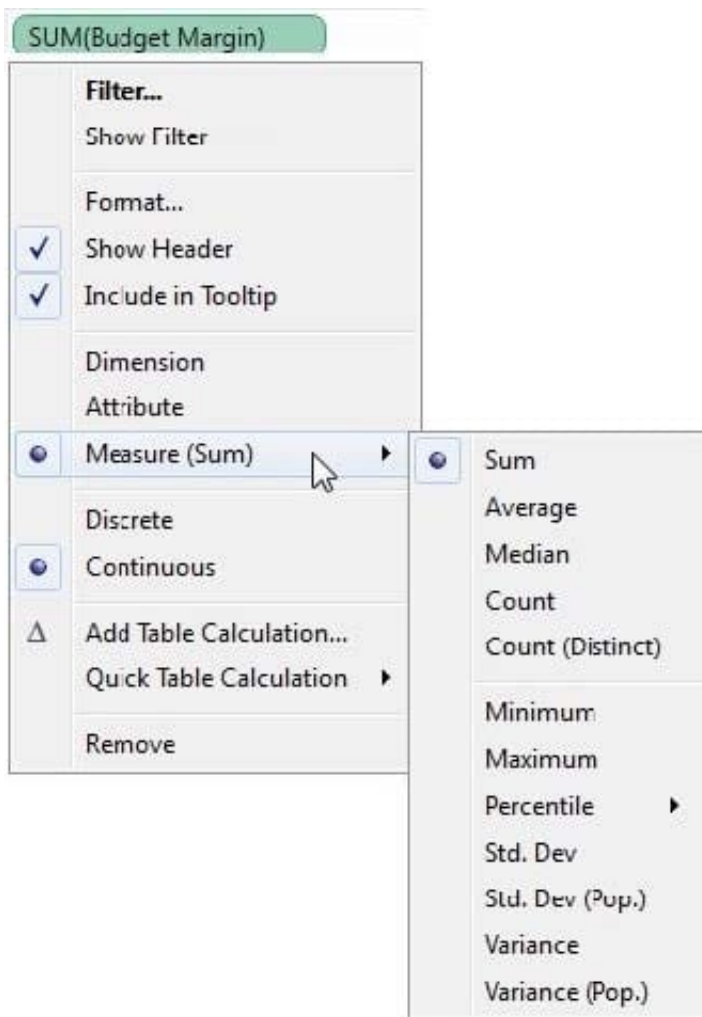 SUM(Budget Margin)
Filter...
Show Filter
Format...
Show Header
Include in Tooltip
Dimension
Attribute
Measure (Sum)
Discrete
Continuous
Δ Add Table Calculation...
Quick Table Calculation
Remove
Sum
Average
Median
Count
Count (Distinct)
Minimum
Maximum
Percentile
Std. Dev
Std. Dev (Pop.)
Variance
Variance (Pop.)